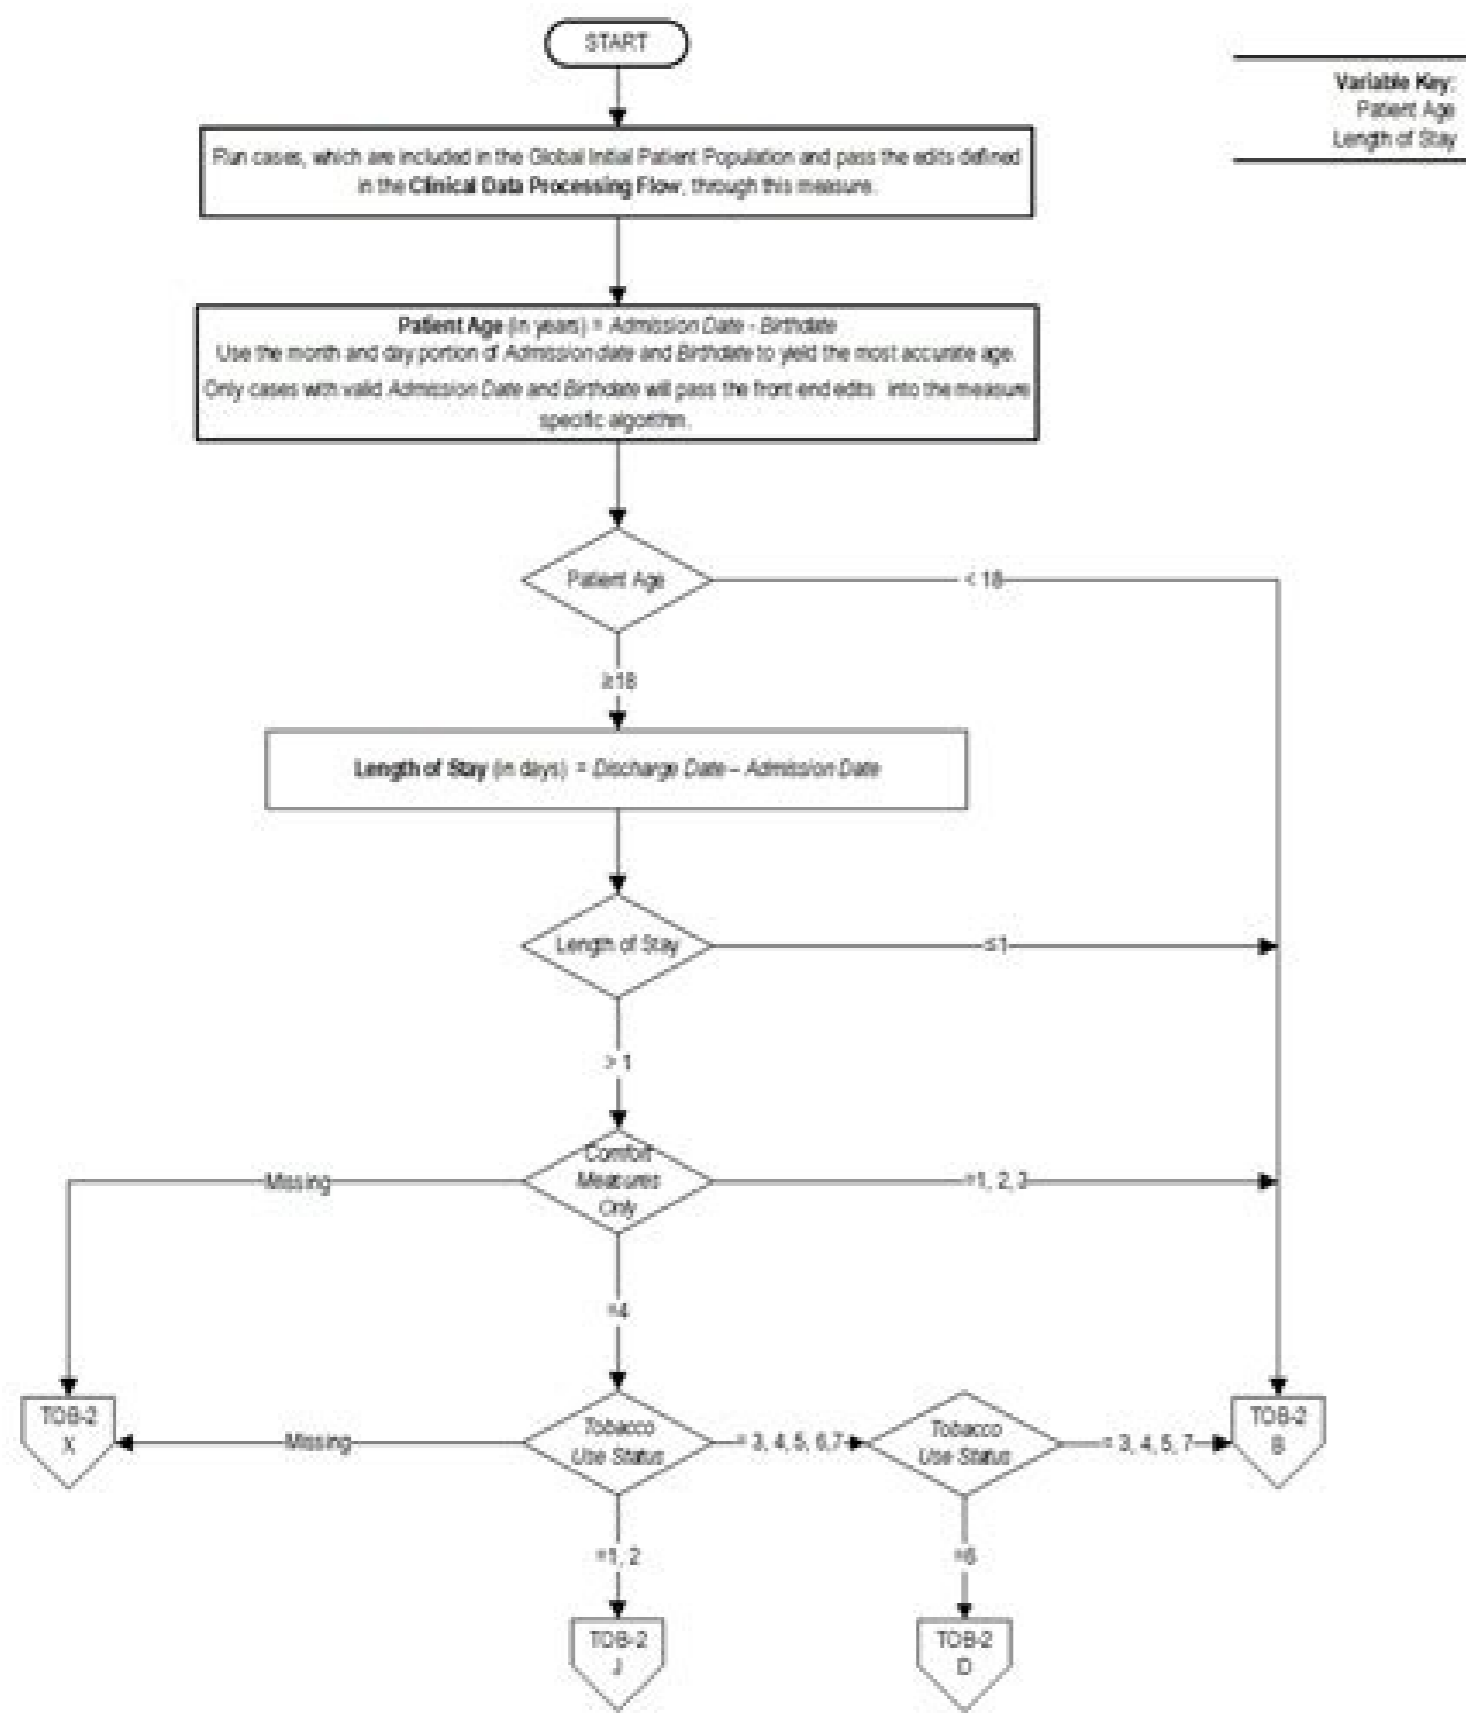 START
Variable Key:
Patient Age
Length of Stay
Run cases, which are included in the Global Initial Patient Population and pass the edits defined
in the Clinical Data Processing Flow, through this measure.
Patient Age (in years) = Admission Date - Birthdate
Use the month and day portion of Admission date and Birthdate to yield the most accurate age.
Only cases with valid Admission Date and Birthdate will pass the front end edits into the measure
specific algorithm.
Patient Age
< 18
≥18
Length of Stay (in days) = Discharge Date – Admission Date
Length of Stay
≤1
> 1
Comfort
Measures
Only
Missing
=1, 2, 3
=4
TOB-2
X
Missing
Tobacco
Use Status
= 3, 4, 5, 6,7
Tobacco
Use Status
= 3, 4, 5, 7
TOB-2
B
=1, 2
=6
TOB-2
J
TOB-2
D